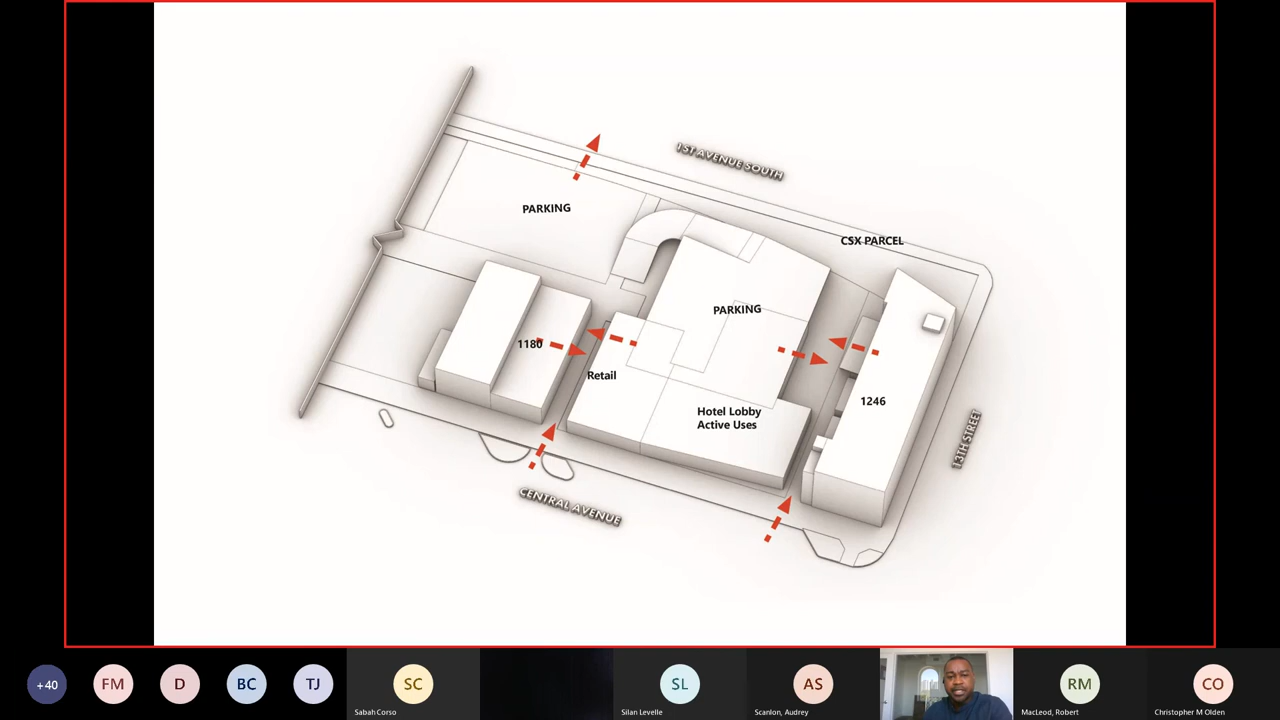 1ST AVENUE SOUTH
PARKING
CSX PARCEL
PARKING
1180
Retail
1246
Hotel Lobby
Active Uses
13TH STREET
CENTRAL AVENUE
+40
FM
D
BC
TJ
SC
SL
AS
RM
CO
Sabah Corso
Silan Levelle
Scanlon, Audrey
MacLeod, Robert
Christopher M Olden